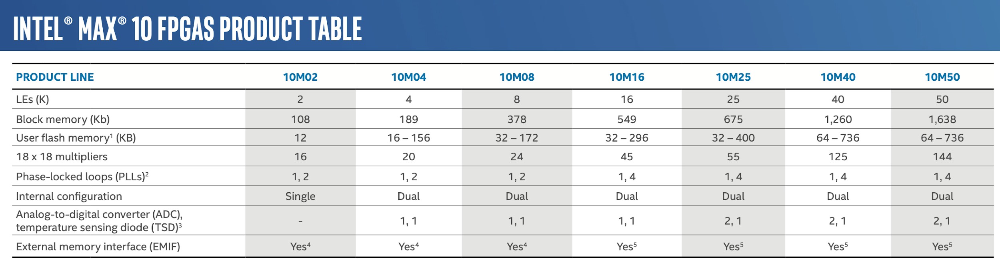 INTEL® MAX® 10 FPGAS PRODUCT TABLE
PRODUCT LINE 10M02 10M04 10M08 10M16 10M25 10M40 10M50
LEs (K) 2 4 8 16 25 40 50
Block memory (Kb) 108 189 378 549 675 1,260 1,638
User flash memory¹ (KB) 12 16 – 156 32 – 172 32 – 296 32 – 400 64 – 736 64 – 736
18 x 18 multipliers 16 20 24 45 55 125 144
Phase-locked loops (PLLs)² 1, 2 1, 2 1, 2 1, 4 1, 4 1, 4 1, 4
Internal configuration Single Dual Dual Dual Dual Dual Dual
Analog-to-digital converter (ADC),
temperature sensing diode (TSD)³ - 1, 1 1, 1 1, 1 2, 1 2, 1 2, 1
External memory interface (EMIF) Yes⁴ Yes⁴ Yes⁴ Yes⁵ Yes⁵ Yes⁵ Yes⁵